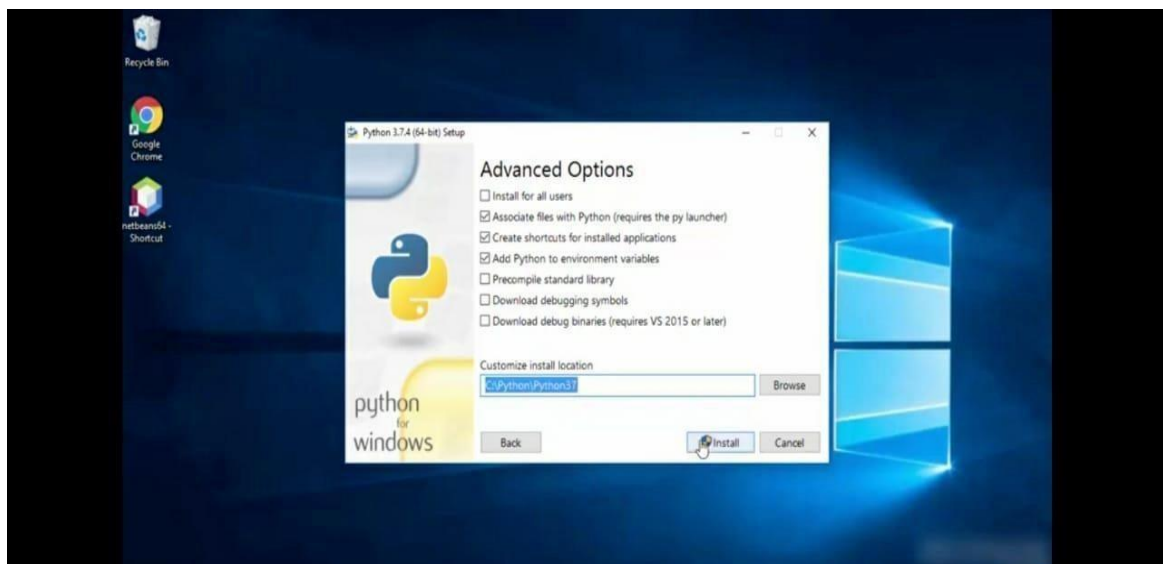 Recycle Bin
Google
Chrome
netbeans64 -
Shortcut
Python 3.7.4 (64-bit) Setup
Advanced Options
Install for all users
Associate files with Python (requires the py launcher)
Create shortcuts for installed applications
Add Python to environment variables
Precompile standard library
Download debugging symbols
Download debug binaries (requires VS 2015 or later)
Customize install location
C:\Python\Python37
Browse
python
for
windows
Back
Install
Cancel